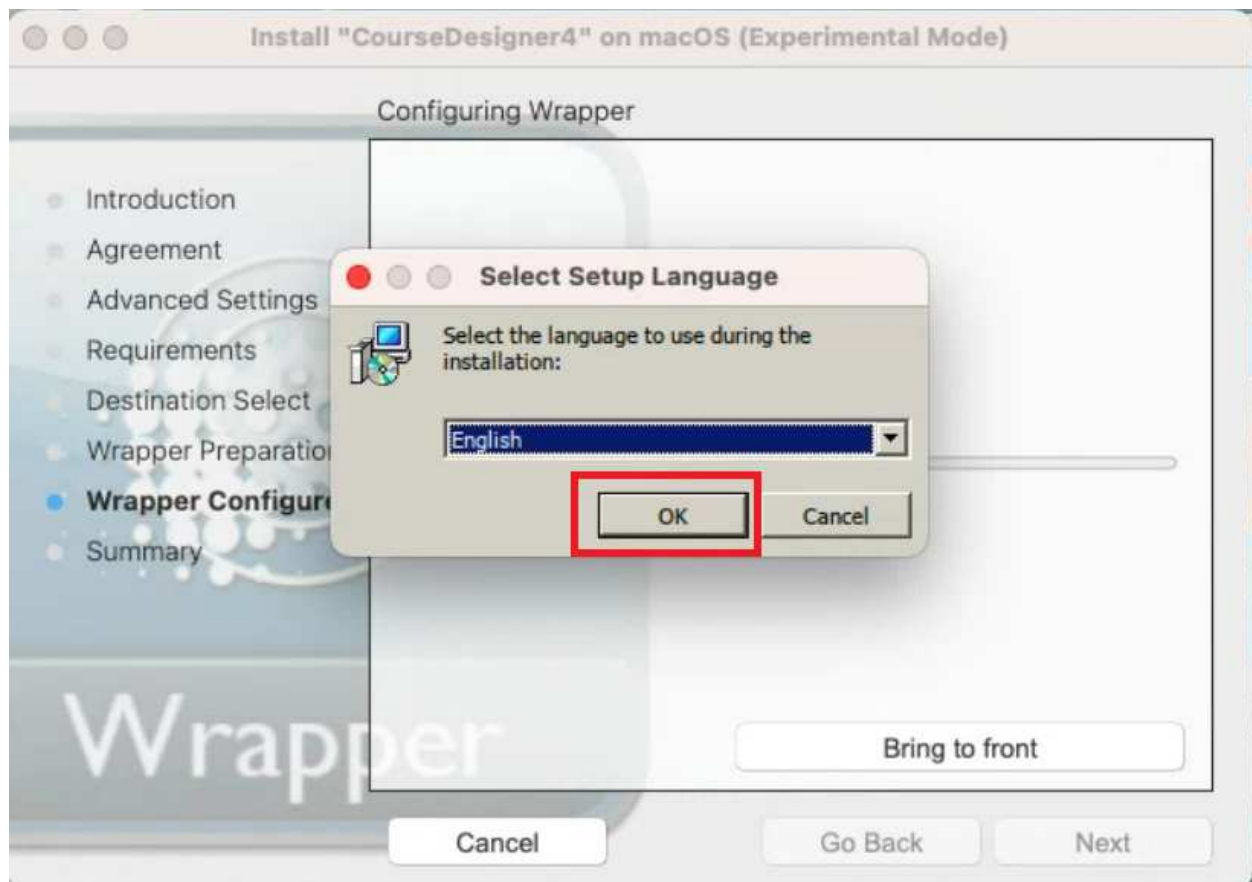 Install "CourseDesigner4" on macOS (Experimental Mode)
Configuring Wrapper
Introduction
Agreement
Advanced Settings
Requirements
Destination Select
Wrapper Preparatio
Wrapper Configure
Summary
Select Setup Language
Select the language to use during the
installation:
English
OK
Cancel
Wrapper
Bring to front
Cancel
Go Back
Next